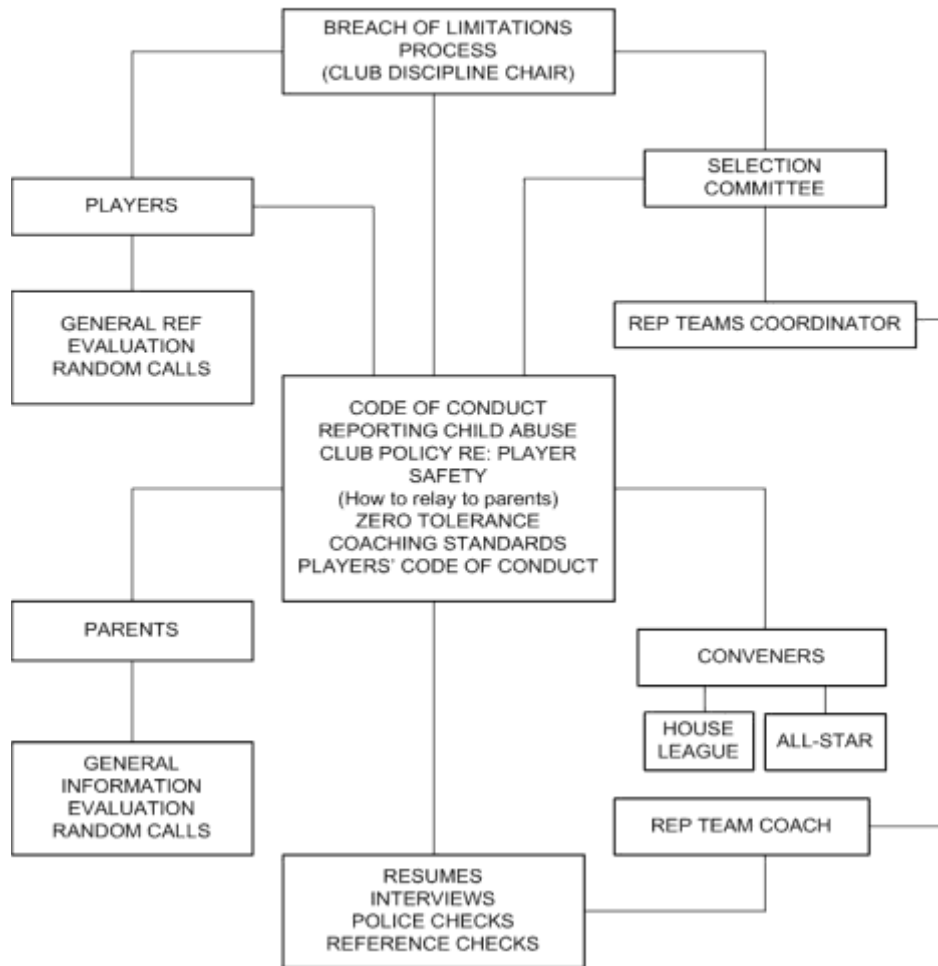 BREACH OF LIMITATIONS
PROCESS
(CLUB DISCIPLINE CHAIR)
SELECTION
COMMITTEE
PLAYERS
GENERAL REF
EVALUATION
RANDOM CALLS
REP TEAMS COORDINATOR
CODE OF CONDUCT
REPORTING CHILD ABUSE
CLUB POLICY RE: PLAYER
SAFETY
(How to relay to parents)
ZERO TOLERANCE
COACHING STANDARDS
PLAYERS' CODE OF CONDUCT
PARENTS
CONVENERS
HOUSE
LEAGUE
ALL-STAR
GENERAL
INFORMATION
EVALUATION
RANDOM CALLS
REP TEAM COACH
RESUMES
INTERVIEWS
POLICE CHECKS
REFERENCE CHECKS